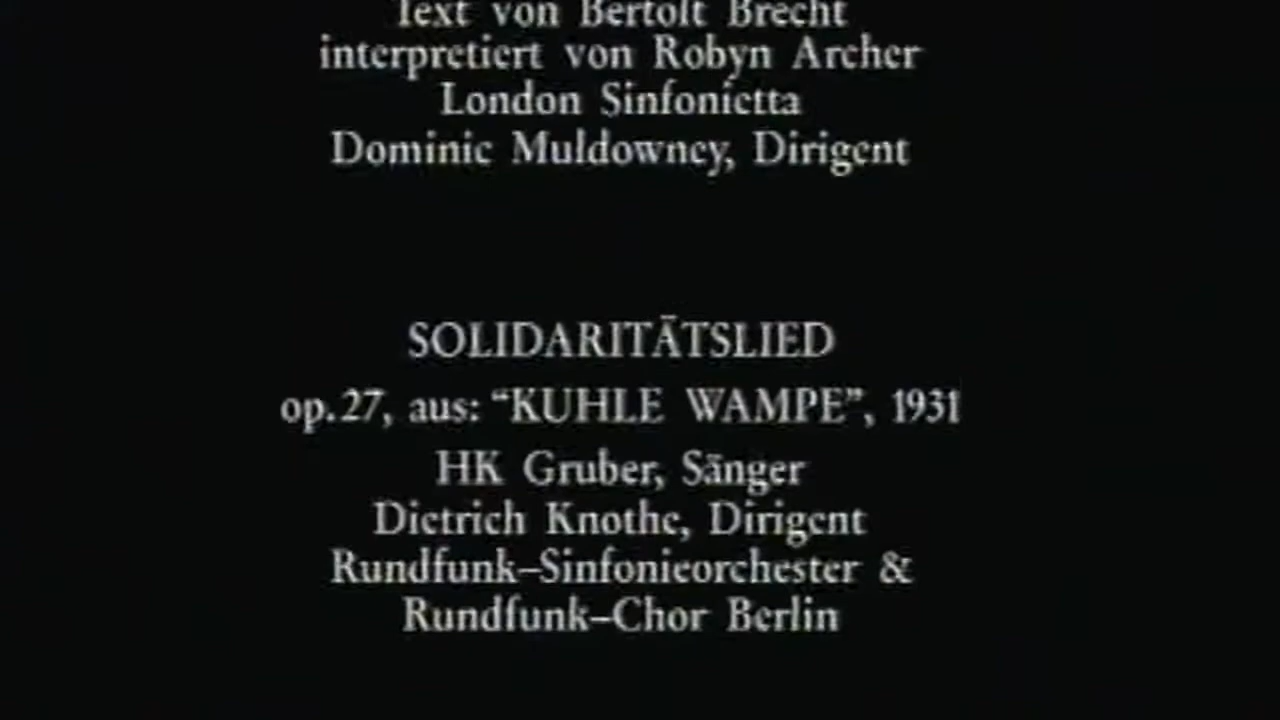 Text von Bertolt Brecht
interpretiert von Robyn Archer
London Sinfonietta
Dominic Muldowney, Dirigent
SOLIDARITÄTSLIED
op.27, aus: “KUHLE WAMPE”, 1931
HK Gruber, Sänger
Dietrich Knothe, Dirigent
Rundfunk–Sinfonieorchester &
Rundfunk–Chor Berlin